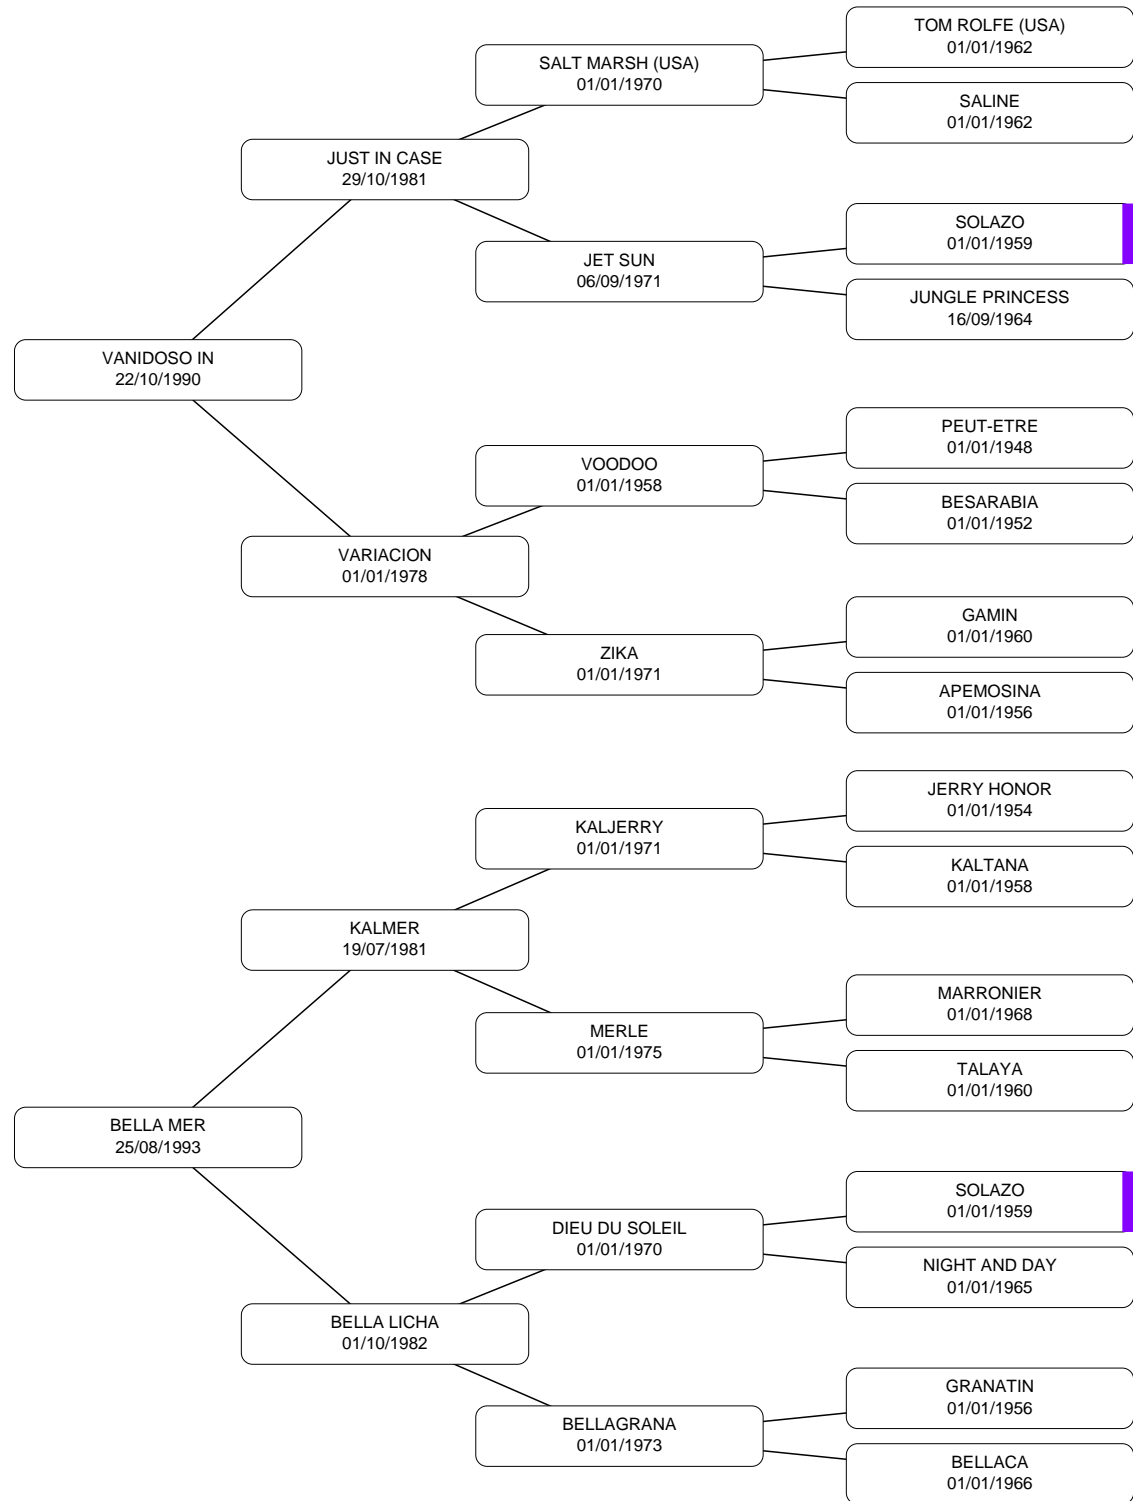 TOM ROLFE (USA)
01/01/1962
SALT MARSH (USA)
01/01/1970
SALINE
01/01/1962
JUST IN CASE
29/10/1981
SOLAZO
01/01/1959
JET SUN
06/09/1971
JUNGLE PRINCESS
16/09/1964
VANIDOSO IN
22/10/1990
PEUT-ETRE
01/01/1948
VOODOO
01/01/1958
BESARABIA
01/01/1952
VARIACION
01/01/1978
GAMIN
01/01/1960
ZIKA
01/01/1971
APEMOSINA
01/01/1956
JERRY HONOR
01/01/1954
KALJERRY
01/01/1971
KALTANA
01/01/1958
KALMER
19/07/1981
MARRONIER
01/01/1968
MERLE
01/01/1975
TALAYA
01/01/1960
BELLA MER
25/08/1993
SOLAZO
01/01/1959
DIEU DU SOLEIL
01/01/1970
NIGHT AND DAY
01/01/1965
BELLA LICHA
01/10/1982
GRANATIN
01/01/1956
BELLAGRANA
01/01/1973
BELLACA
01/01/1966